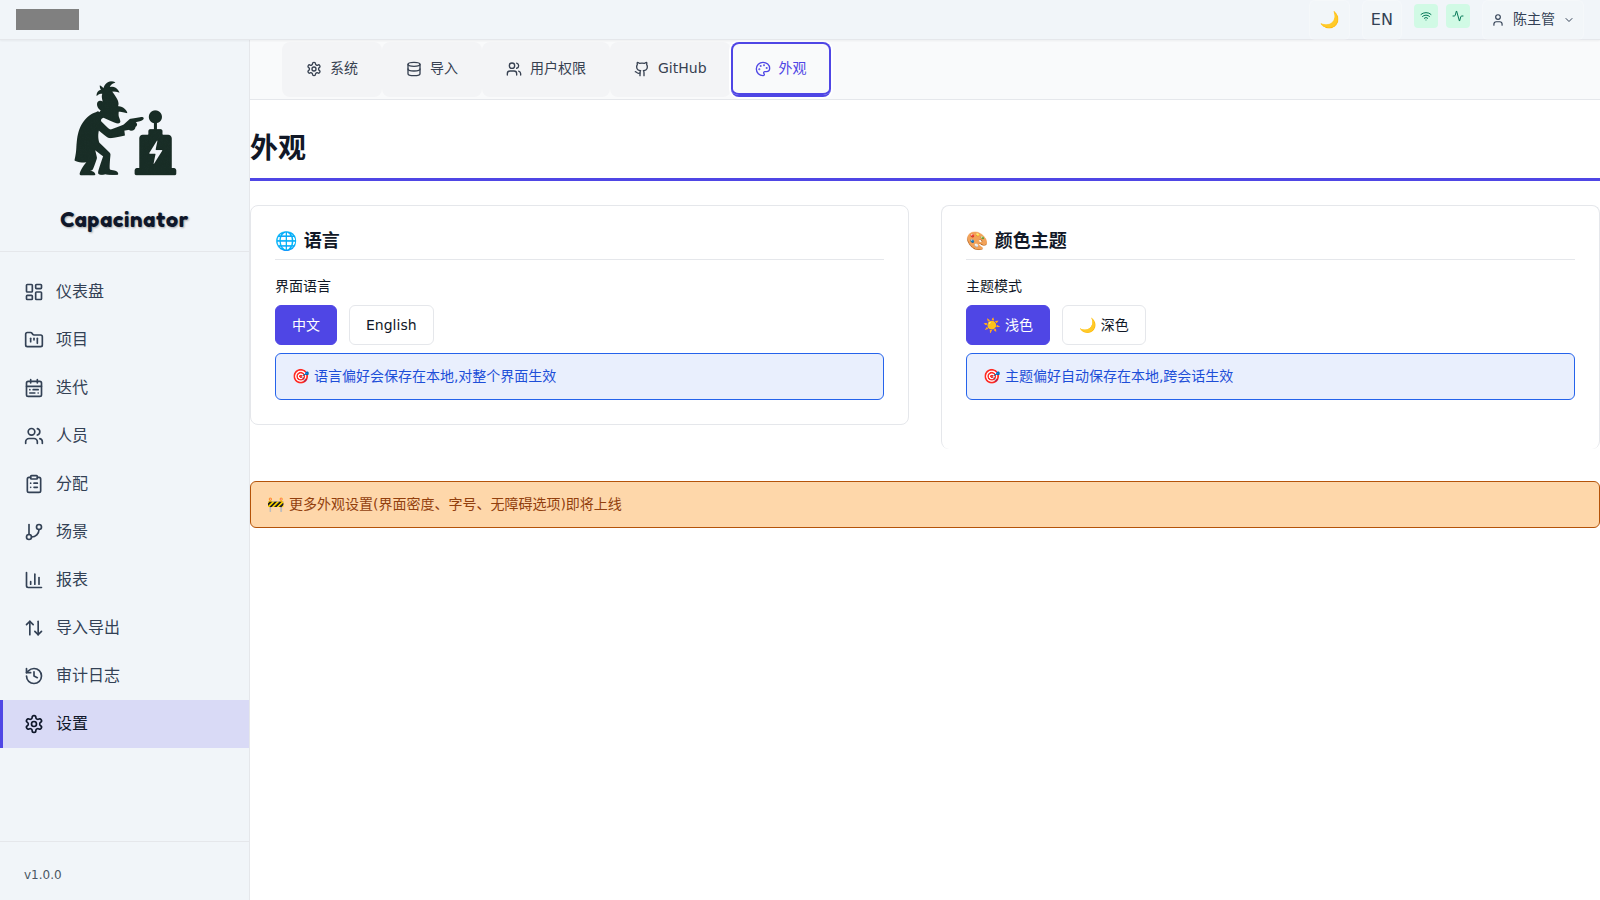 EN
陈主管
Capacinator
仪表盘
项目
迭代
人员
分配
场景
报表
导入导出
审计日志
设置
v1.0.0
系统
导入
用户权限
GitHub
外观
外观
语言
界面语言
中文
English
语言偏好会保存在本地,对整个界面生效
颜色主题
主题模式
浅色
深色
主题偏好自动保存在本地,跨会话生效
更多外观设置(界面密度、字号、无障碍选项)即将上线